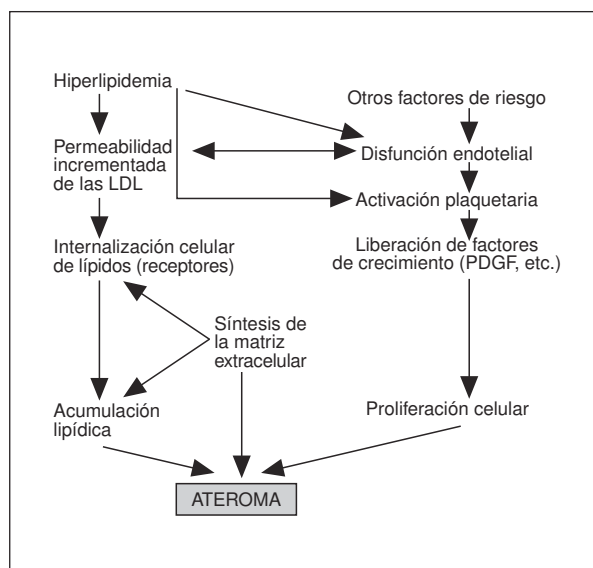 Hiperlipidemia
Otros factores de riesgo
Permeabilidad
incrementada
de las LDL
Disfunción endotelial
Activación plaquetaria
Internalización celular
de lípidos (receptores)
Liberación de factores
de crecimiento (PDGF, etc.)
Síntesis de
la matriz
extracelular
Acumulación
lipídica
Proliferación celular
ATEROMA